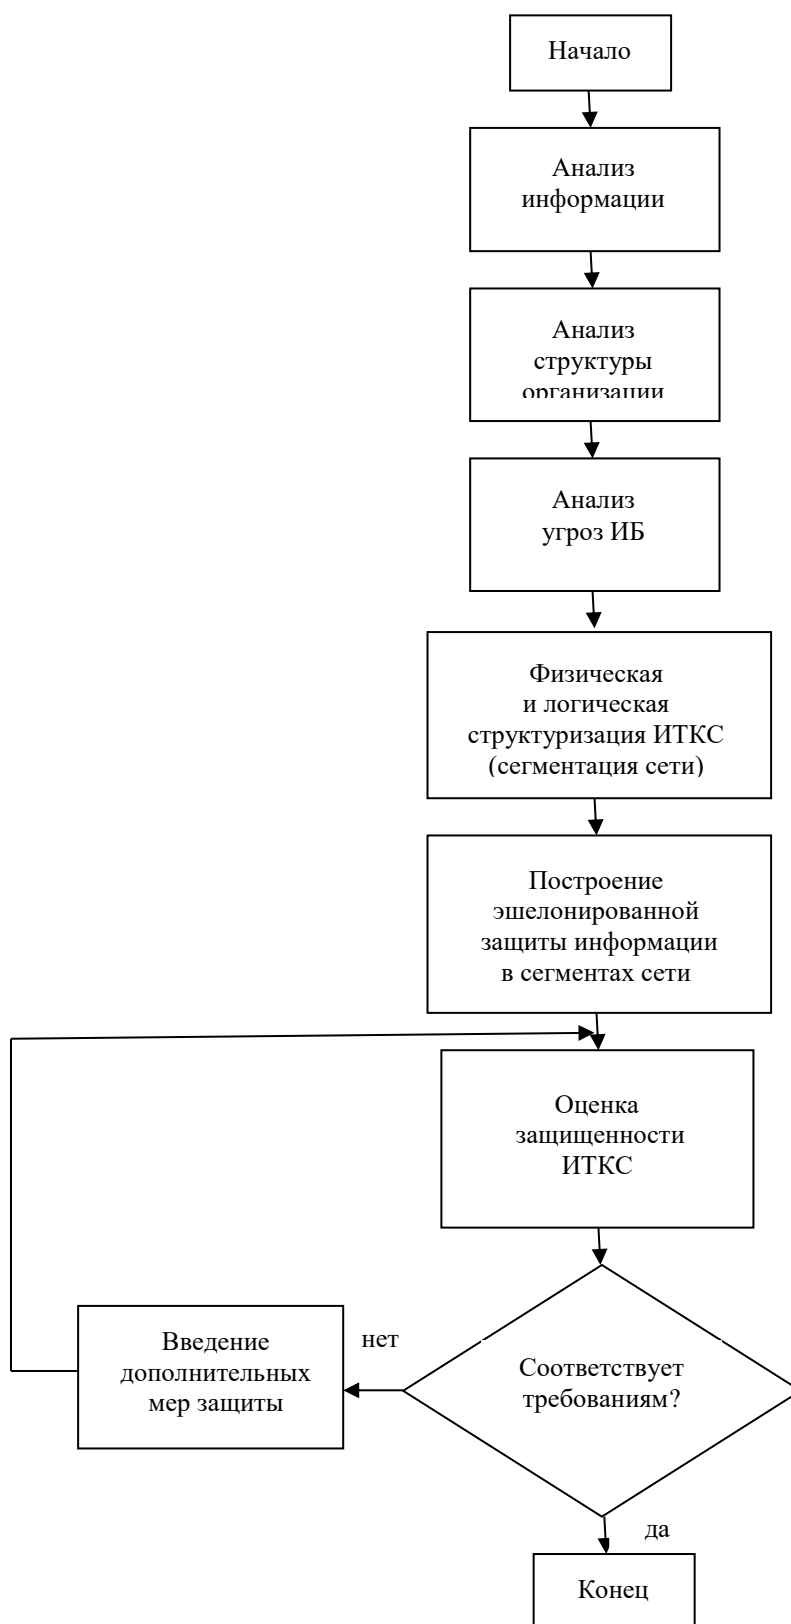 Начало
Анализ
информации
Анализ
структуры
организации
Анализ
угроз ИБ
Физическая
и логическая
структуризация ИТКС
(сегментация сети)
Построение
эшелонированной
защиты информации
в сегментах сети
Оценка
защищенности
ИТКС
Введение
дополнительных
мер защиты
нет
Соответствует
требованиям?
да
Конец